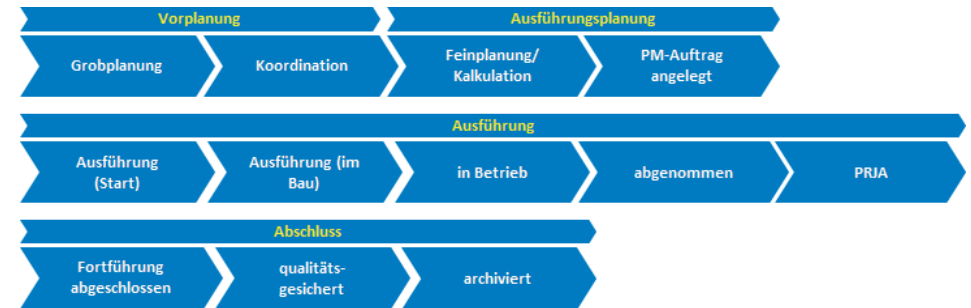 Vorplanung
Ausführungsplanung
Grobplanung
Koordination
Feinplanung/
Kalkulation
PM-Auftrag
angelegt
Ausführung
Ausführung
(Start)
Ausführung (im
Bau)
in Betrieb
abgenommen
PRJA
Abschluss
Fortführung
abgeschlossen
qualitäts-
gesichert
archiviert